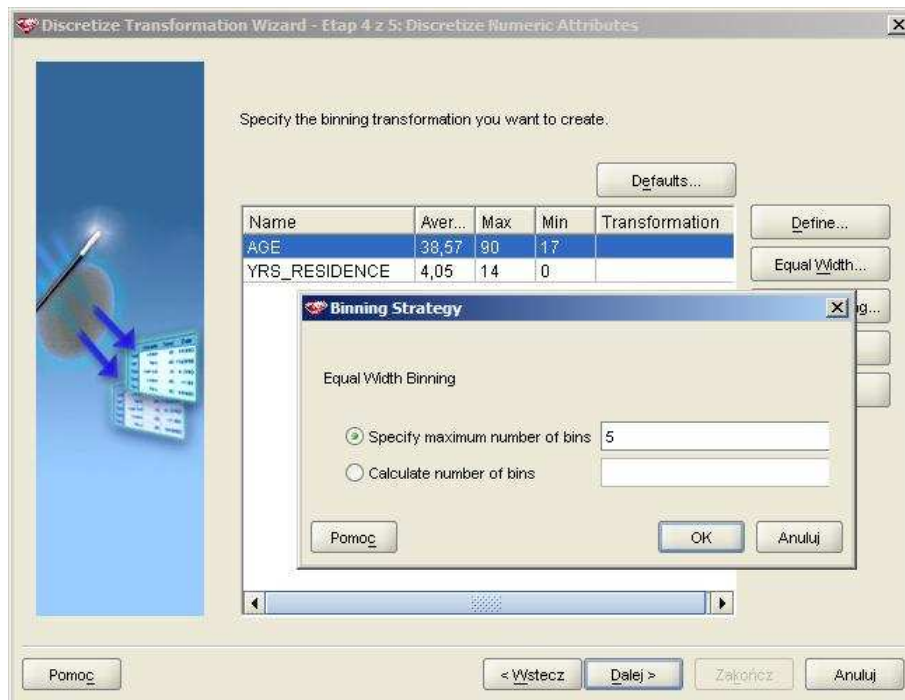 Discretize Transformation Wizard - Etap 4 z 5: Discretize Numeric Attributes
Specify the binning transformation you want to create.
Defaults...
Name Aver... Max Min Transformation
AGE 38,57 90 17
YRS_RESIDENCE 4,05 14 0
Define...
Equal Width...
ig...
Binning Strategy
Equal Width Binning
Specify maximum number of bins 5
Calculate number of bins
Pomoc OK Anuluj
Pomoc < Wstecz Dalej > Zakończ Anuluj